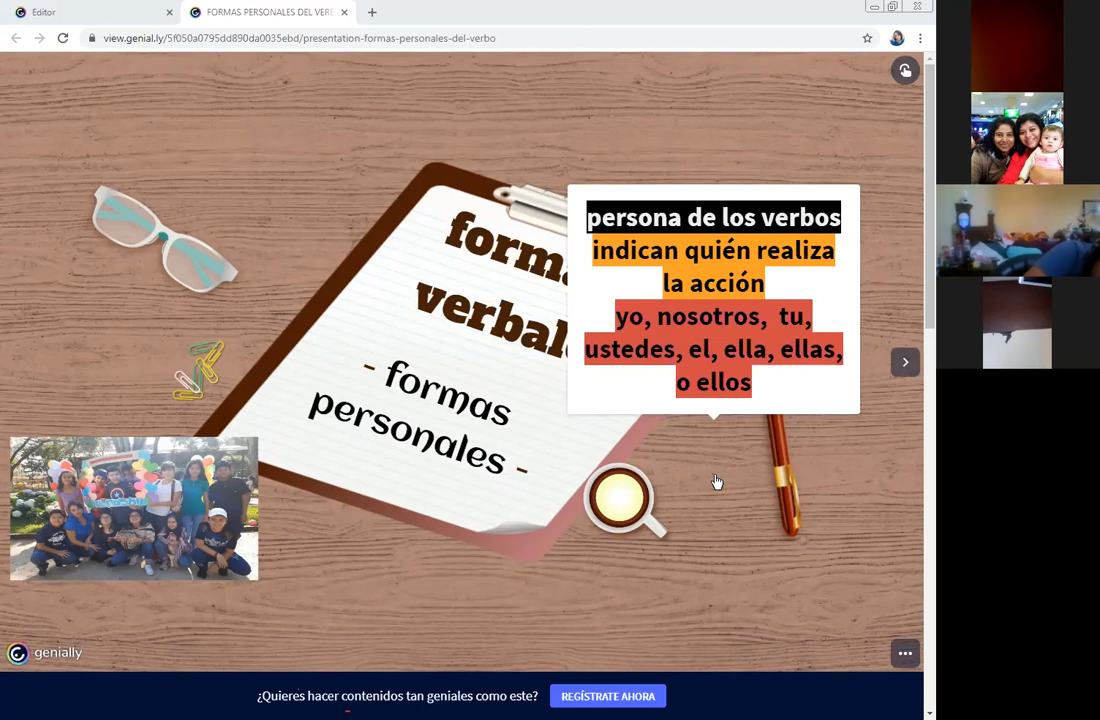 Editor
FORMAS PERSONALES DEL VERB
view.genial.ly/5f050a0795dd890da0035ebd/presentation-formas-personales-del-verbo
persona de los verbos
indican quién realiza
la acción
yo, nosotros, tu,
ustedes, el, ella, ellas,
o ellos
forma
verbal
- formas
personales -
genially
¿Quieres hacer contenidos tan geniales como este?
REGÍSTRATE AHORA